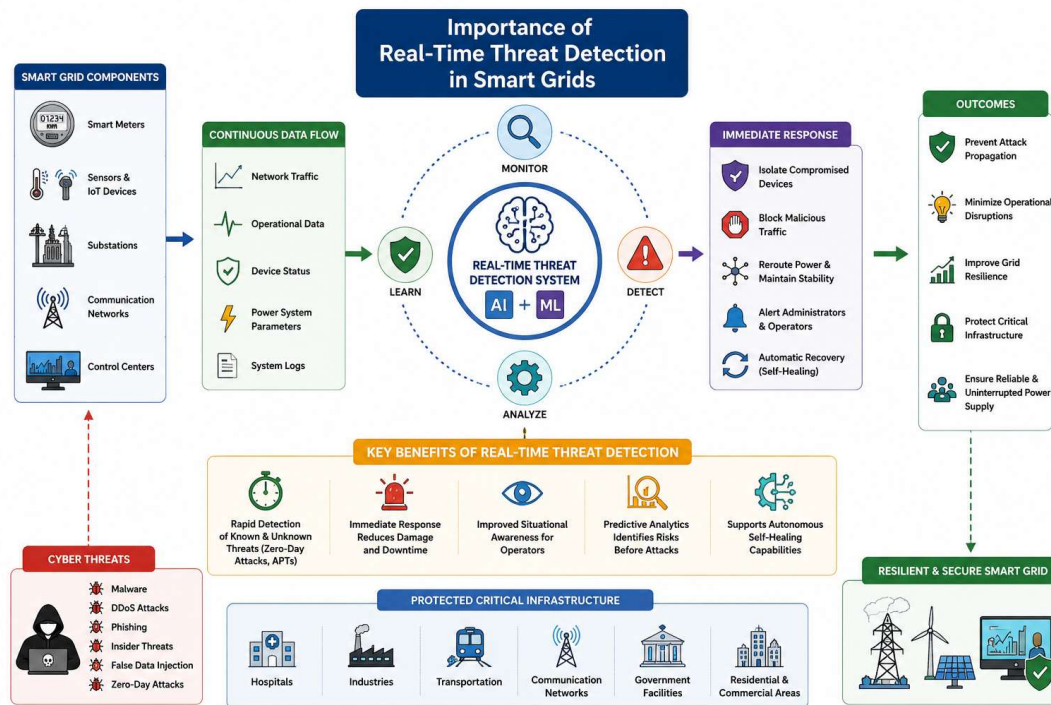 Importance of
Real-Time Threat Detection
in Smart Grids
SMART GRID COMPONENTS
01234
KWH
Smart Meters
Sensors &
IoT Devices
Substations
Communication
Networks
Control Centers
CONTINUOUS DATA FLOW
Network Traffic
Operational Data
Device Status
Power System
Parameters
System Logs
MONITOR
LEARN
REAL-TIME THREAT
DETECTION SYSTEM
AI + ML
DETECT
ANALYZE
IMMEDIATE RESPONSE
Isolate Compromised
Devices
Block Malicious
Traffic
Reroute Power &
Maintain Stability
Alert Administrators
& Operators
Automatic Recovery
(Self-Healing)
OUTCOMES
Prevent Attack
Propagation
Minimize Operational
Disruptions
Improve Grid
Resilience
Protect Critical
Infrastructure
Ensure Reliable &
Uninterrupted Power
Supply
KEY BENEFITS OF REAL-TIME THREAT DETECTION
Rapid Detection
of Known & Unknown
Threats (Zero-Day
Attacks, APTs)
Immediate Response
Reduces Damage
and Downtime
Improved Situational
Awareness for
Operators
Predictive Analytics
Identifies Risks
Before Attacks
Supports Autonomous
Self-Healing
Capabilities
CYBER THREATS
Malware
DDoS Attacks
Phishing
Insider Threats
False Data Injection
Zero-Day Attacks
PROTECTED CRITICAL INFRASTRUCTURE
Hospitals
Industries
Transportation
Communication
Networks
Government
Facilities
Residential &
Commercial Areas
RESILIENT & SECURE SMART GRID